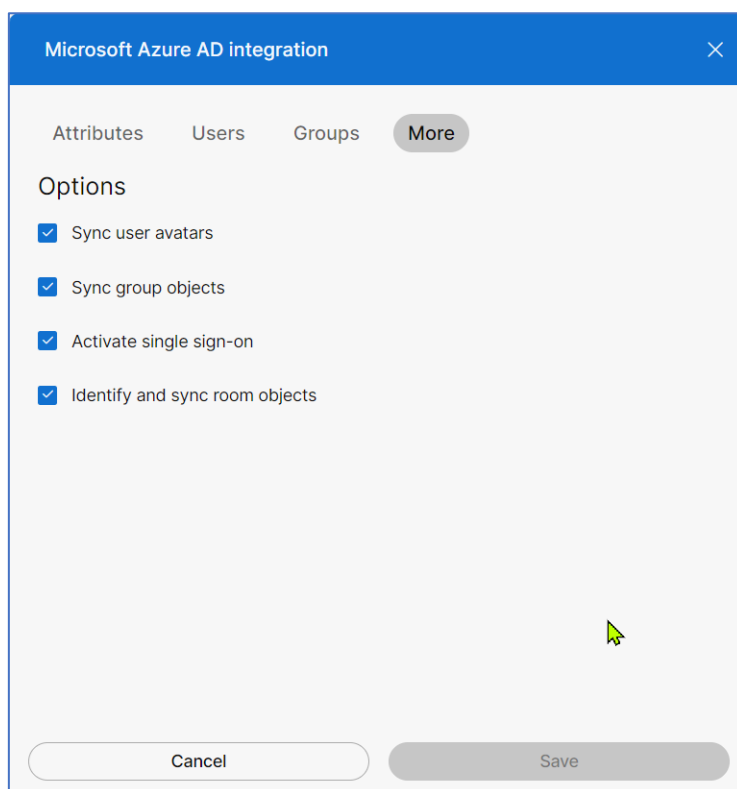 Microsoft Azure AD integration
Attributes Users Groups More
Options
Sync user avatars
Sync group objects
Activate single sign-on
Identify and sync room objects
Cancel Save